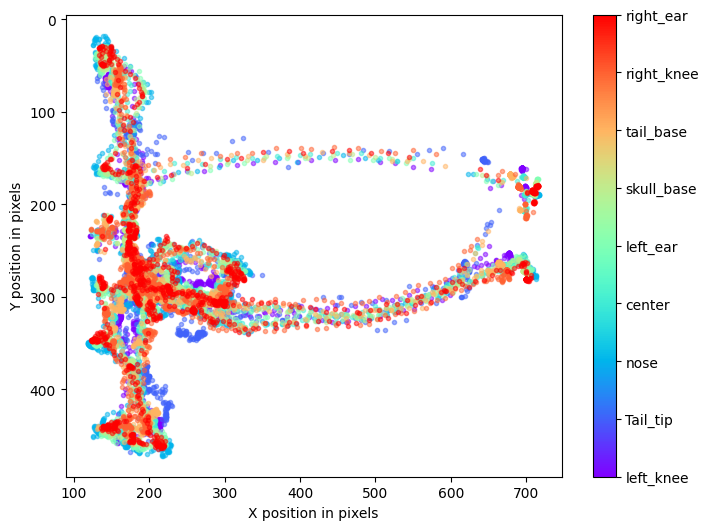 0
100
200
300
400
Y position in pixels
100 200 300 400 500 600 700
X position in pixels
right_ear
right_knee
tail_base
skull_base
left_ear
center
nose
Tail_tip
left_knee